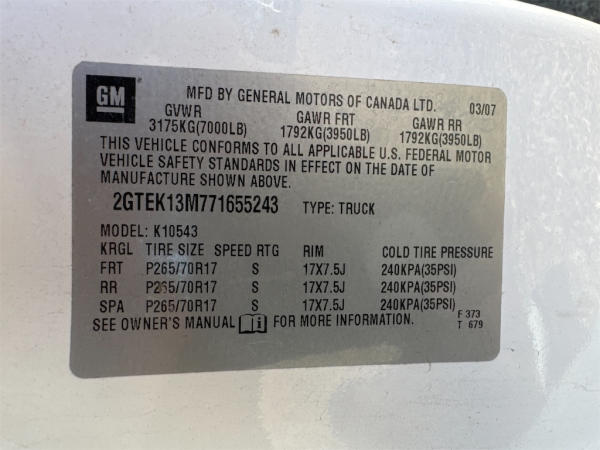 GM
MFD BY GENERAL MOTORS OF CANADA LTD. 03/07
GVWR GAWR FRT GAWR RR
3175KG(7000LB) 1792KG(3950LB) 1792KG(3950LB)
THIS VEHICLE CONFORMS TO ALL APPLICABLE U.S. FEDERAL MOTOR
VEHICLE SAFETY STANDARDS IN EFFECT ON THE DATE OF
MANUFACTURE SHOWN ABOVE.
2GTEK13M771655243 TYPE: TRUCK
MODEL: K10543
KRGL TIRE SIZE SPEED RTG RIM COLD TIRE PRESSURE
FRT P265/70R17 S 17X7.5J 240KPA(35PSI)
RR P265/70R17 S 17X7.5J 240KPA(35PSI)
SPA P265/70R17 S 17X7.5J 240KPA(35PSI)
SEE OWNER'S MANUAL FOR MORE INFORMATION. F 373
T 679